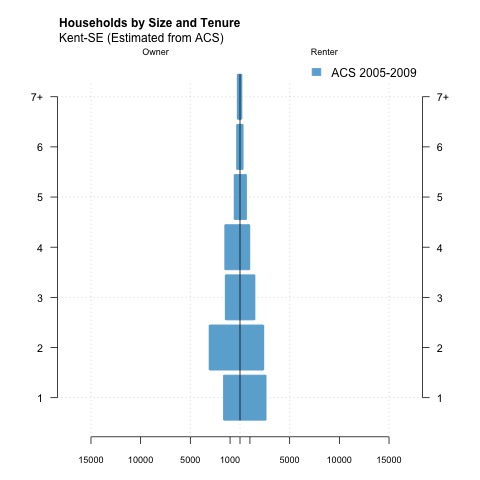 Households by Size and Tenure
Kent-SE (Estimated from ACS)
Owner Renter
ACS 2005-2009
7+ 7+
6 6
5 5
4 4
3 3
2 2
1 1
15000 10000 5000 1000 5000 10000 15000